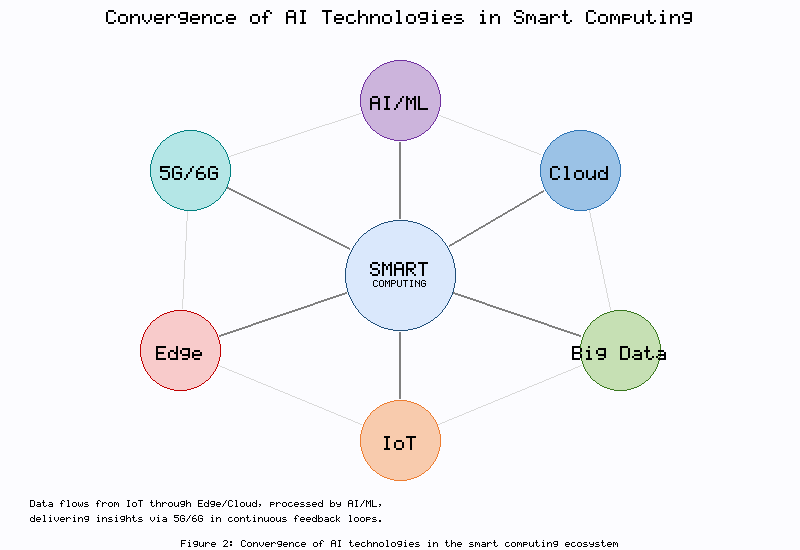 Convergence of AI Technologies in Smart Computing
AI/ML
5G/6G
Cloud
SMART
COMPUTING
Edge
Big Data
IoT
Data flows from IoT through Edge/Cloud, processed by AI/ML,
delivering insights via 5G/6G in continuous feedback loops.
Figure 2: Convergence of AI technologies in the smart computing ecosystem